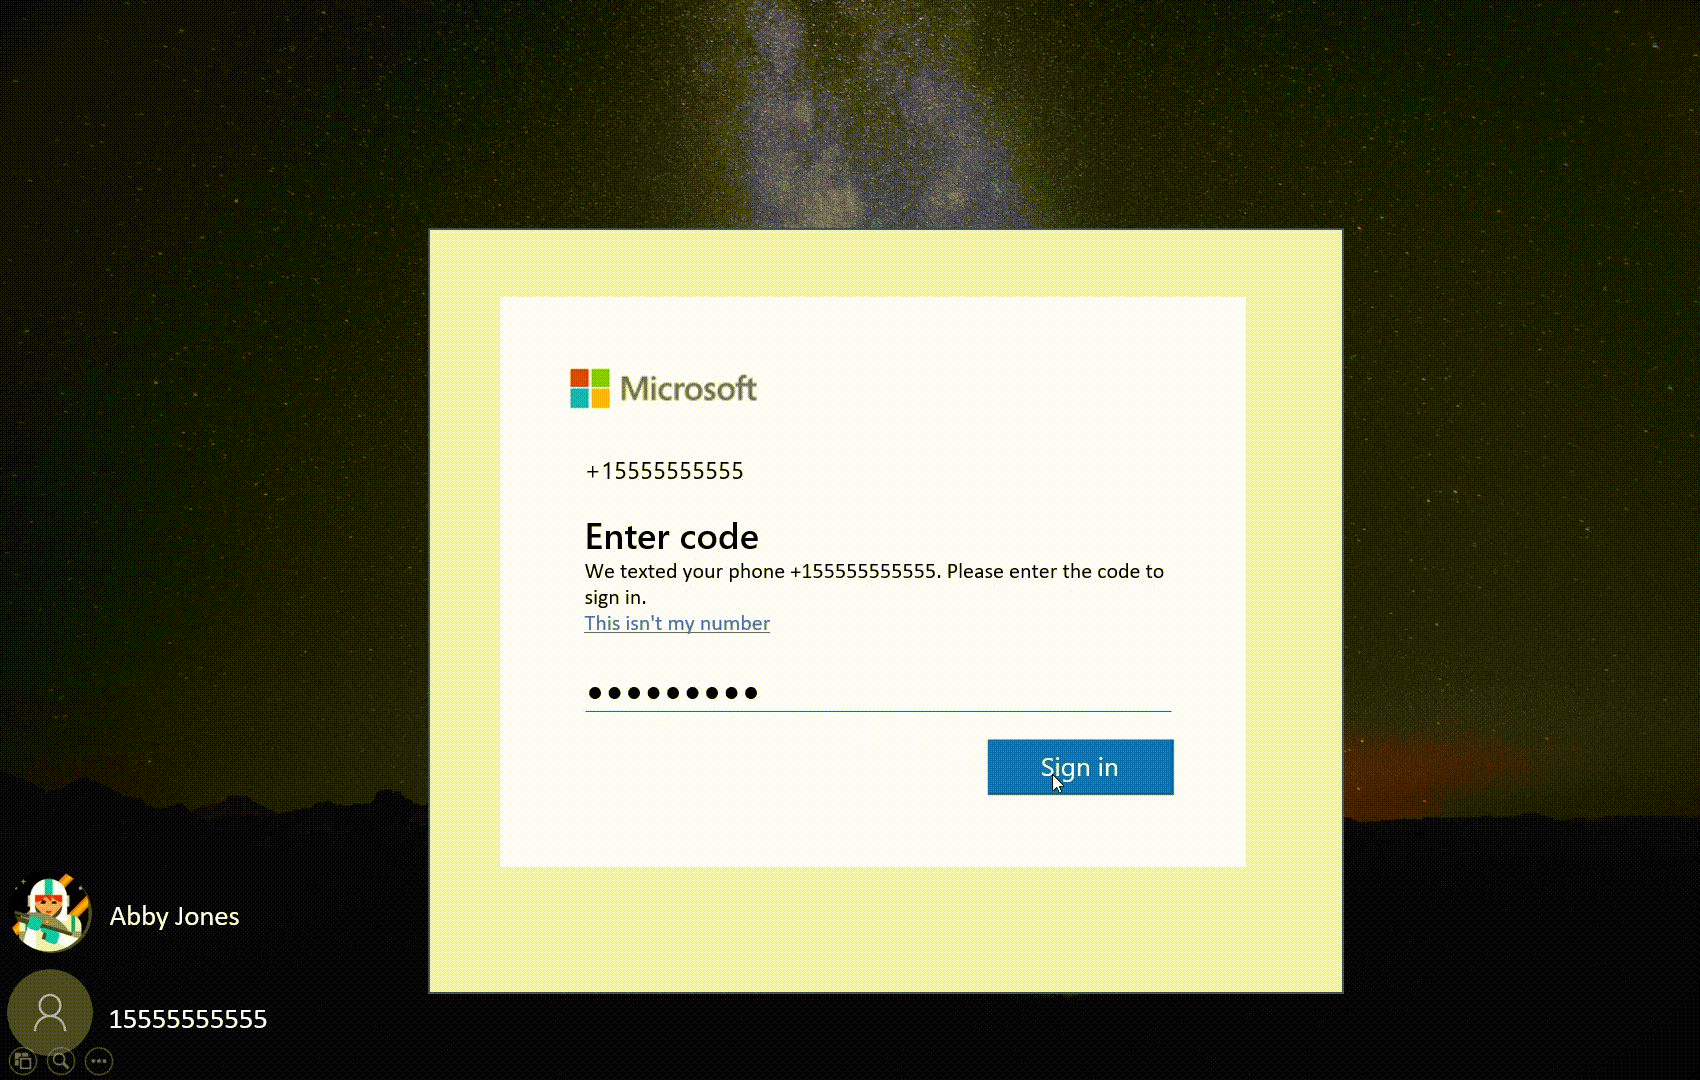 Microsoft
+15555555555
Enter code
We texted your phone +155555555555. Please enter the code to
sign in.
This isn't my number
Sign in
Abby Jones
15555555555